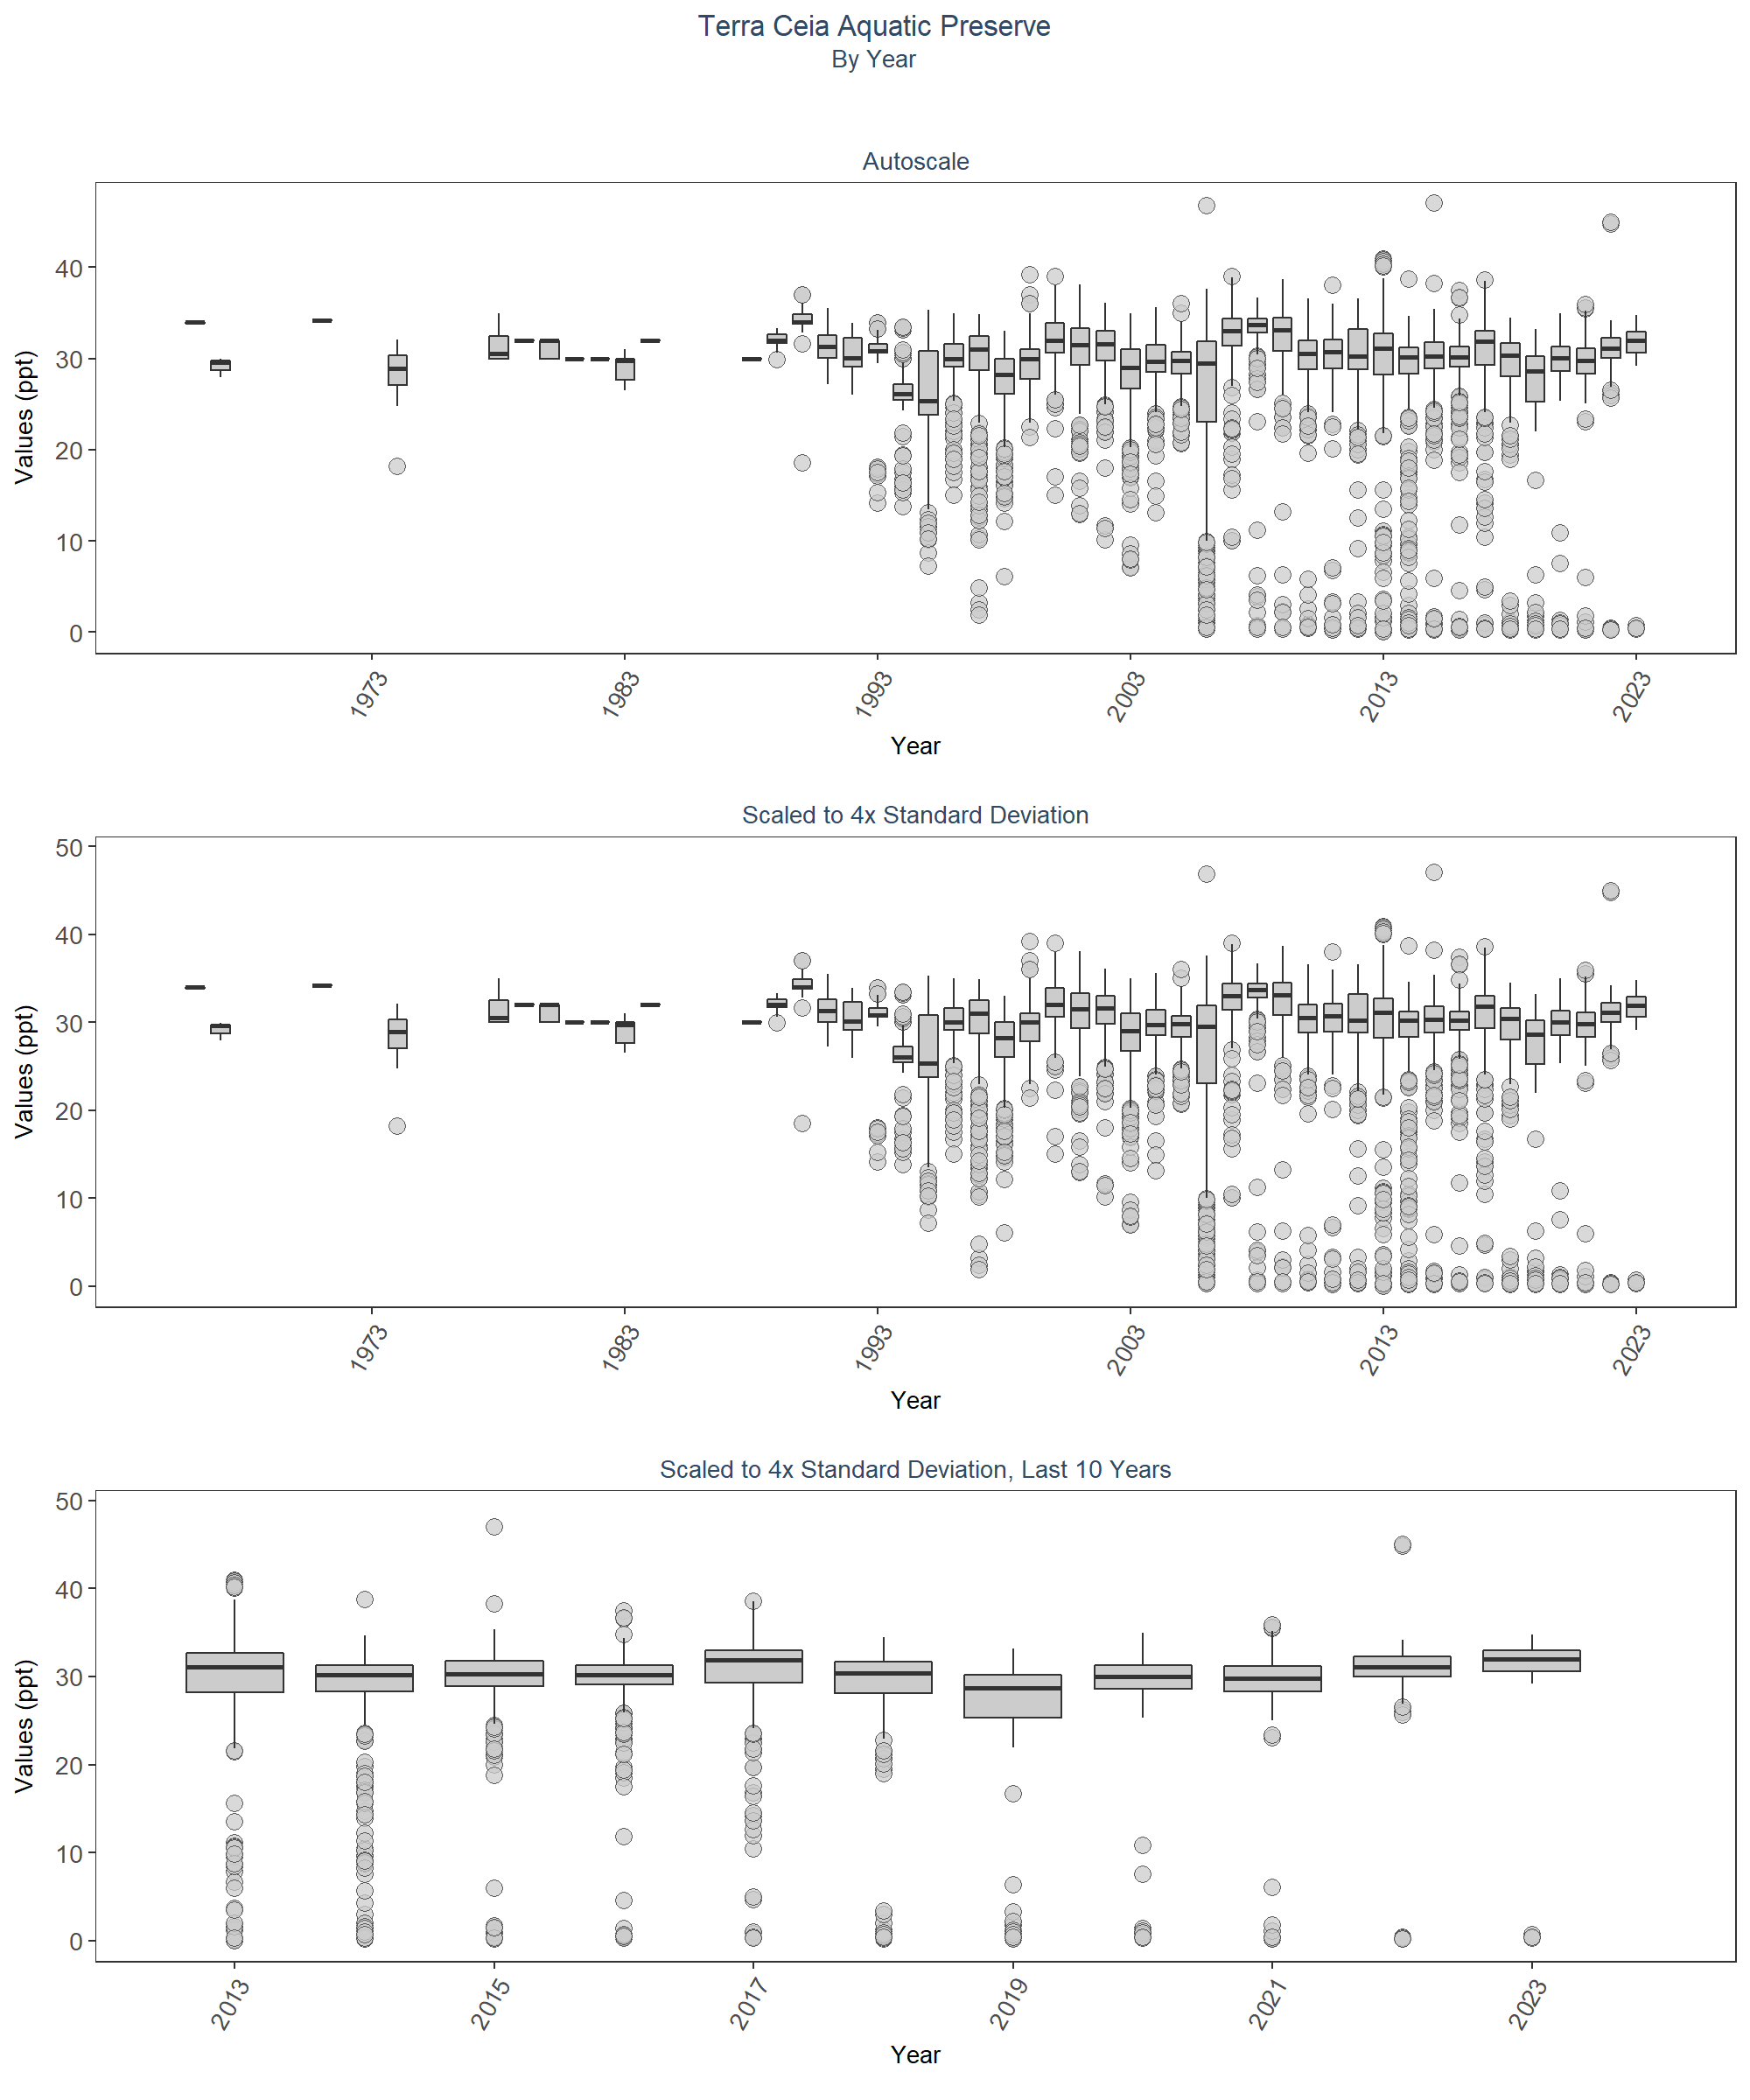 Terra Ceia Aquatic Preserve
By Year
Autoscale
Values (ppt)
40
30
20
10
0
1973 1983 1993 2003 2013 2023
Year
Scaled to 4x Standard Deviation
Values (ppt)
50
40
30
20
10
0
1973 1983 1993 2003 2013 2023
Year
Scaled to 4x Standard Deviation, Last 10 Years
Values (ppt)
50
40
30
20
10
0
2013 2015 2017 2019 2021 2023
Year